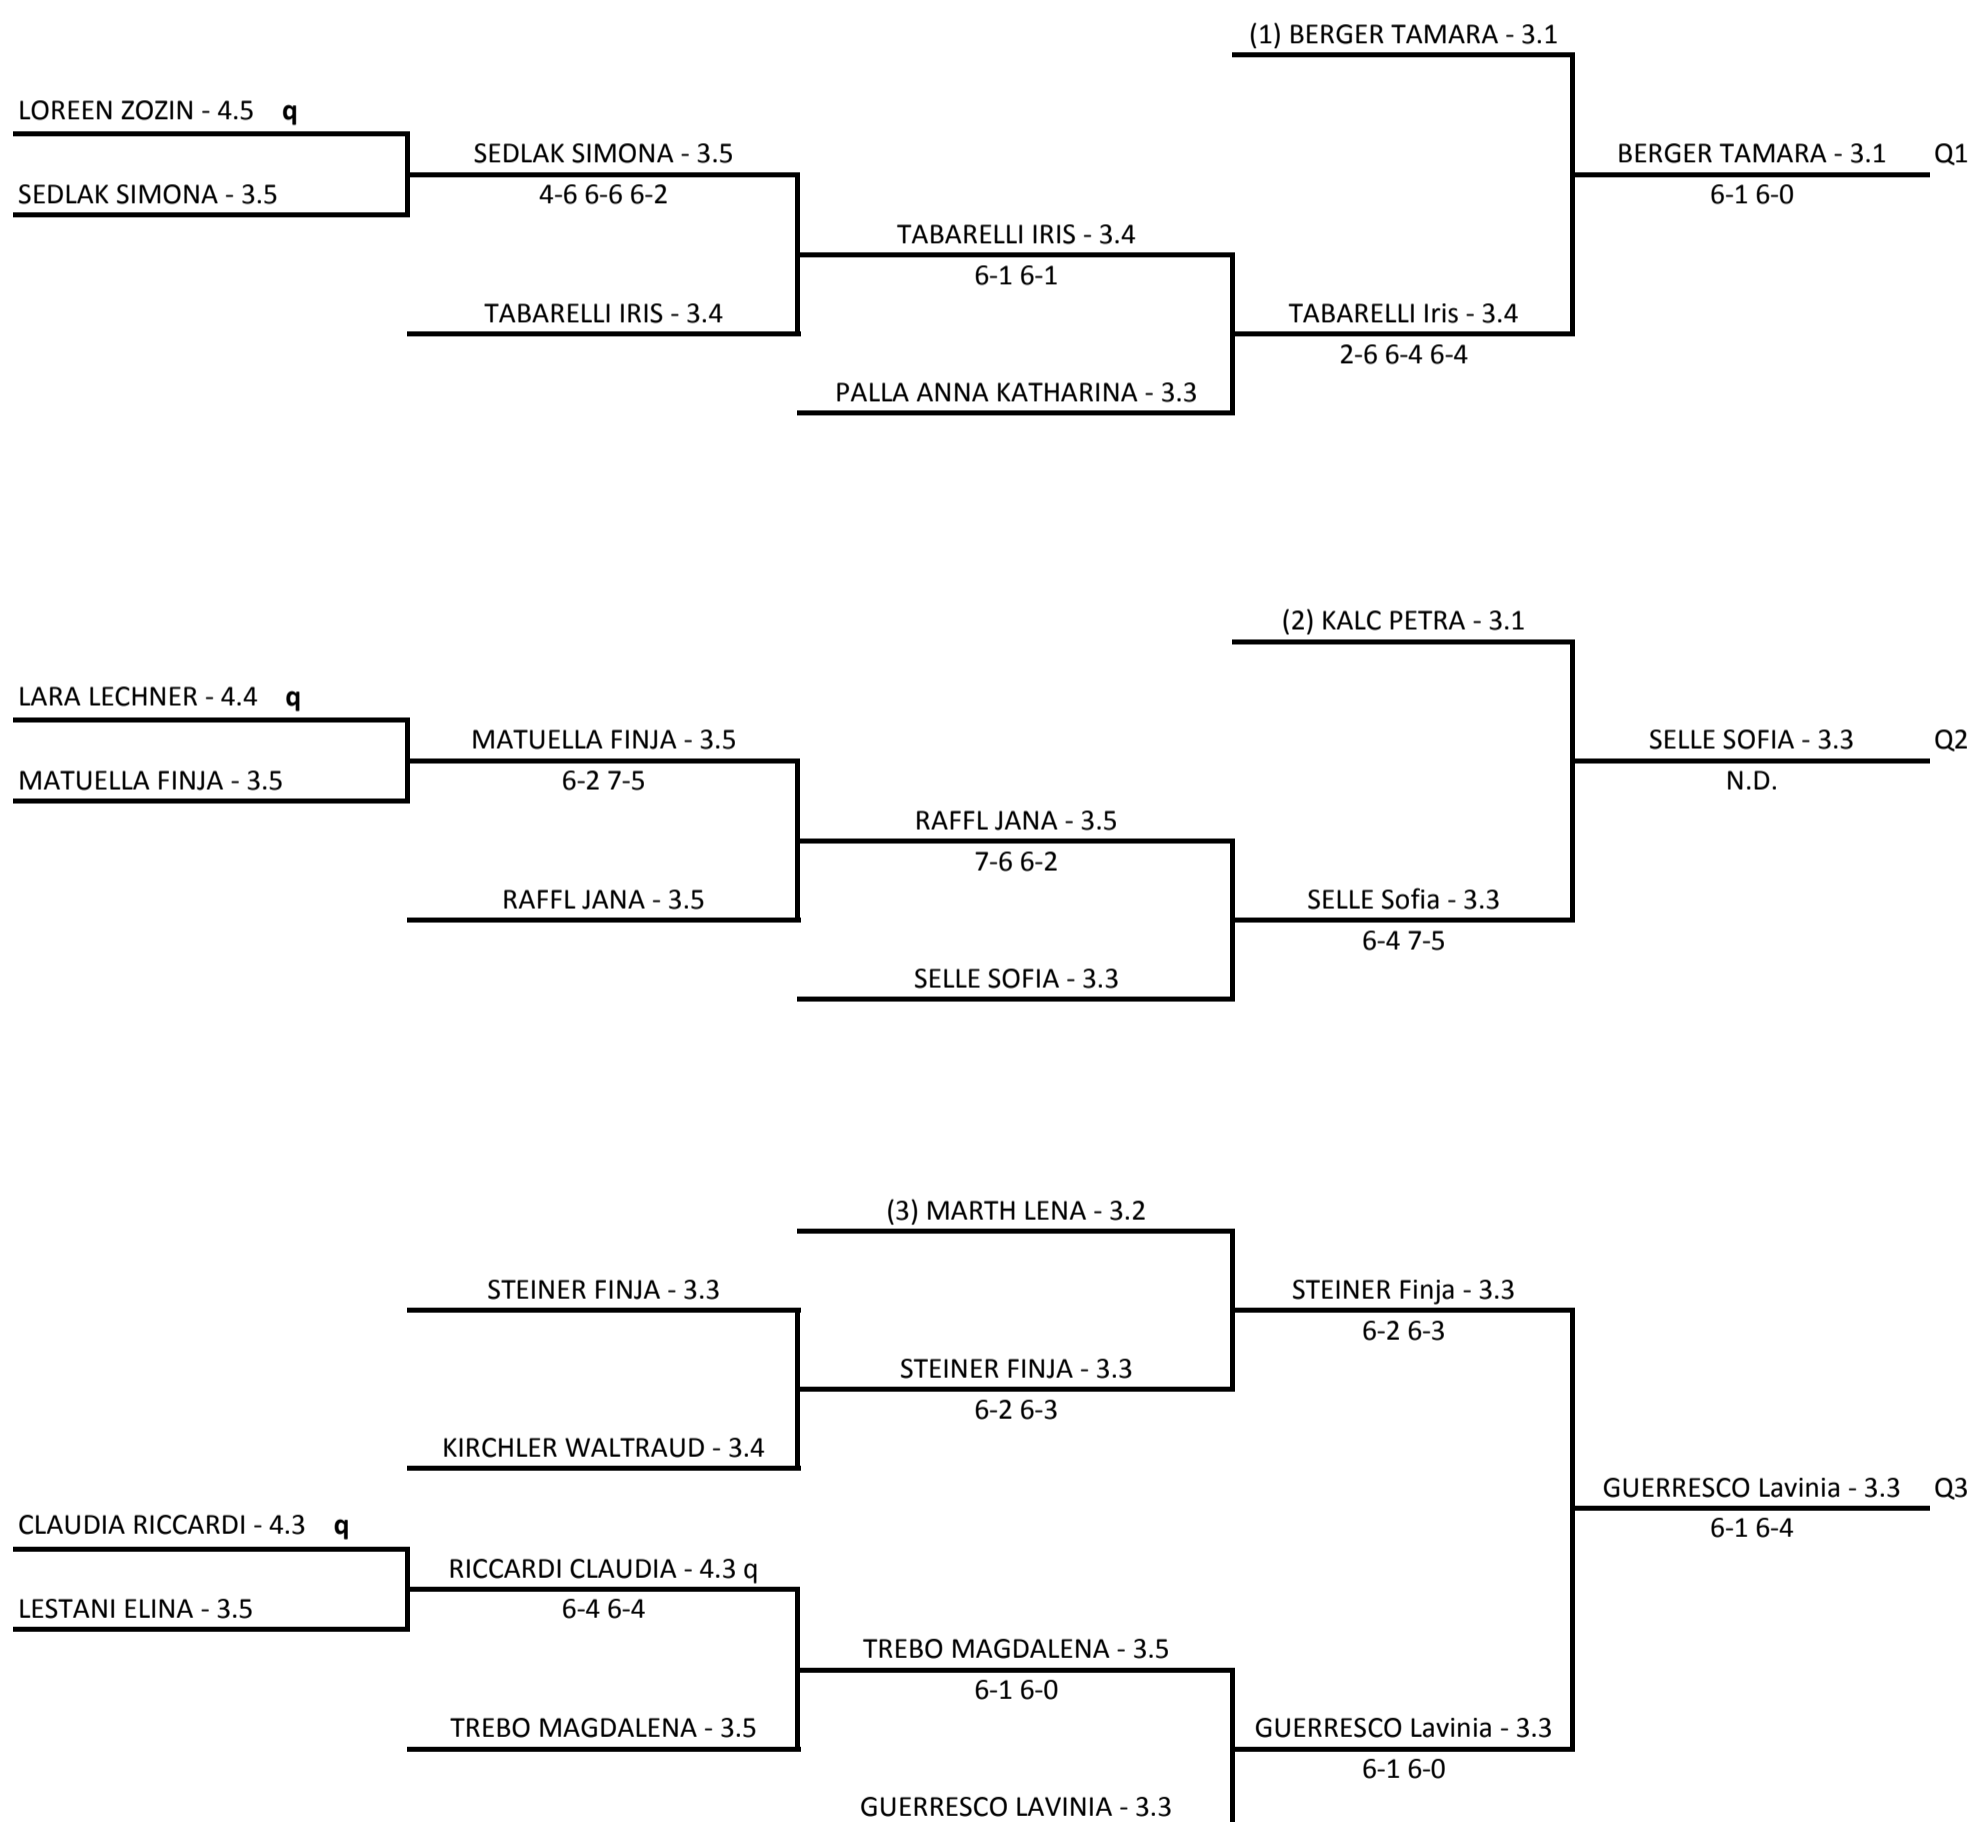 (1) BERGER TAMARA - 3.1
LOREEN ZOZIN - 4.5 q
SEDLAK SIMONA - 3.5
BERGER TAMARA - 3.1 Q1
SEDLAK SIMONA - 3.5
4-6 6-6 6-2
6-1 6-0
TABARELLI IRIS - 3.4
6-1 6-1
TABARELLI IRIS - 3.4
TABARELLI Iris - 3.4
2-6 6-4 6-4
PALLA ANNA KATHARINA - 3.3
(2) KALC PETRA - 3.1
LARA LECHNER - 4.4 q
MATUELLA FINJA - 3.5
SELLE SOFIA - 3.3 Q2
MATUELLA FINJA - 3.5
6-2 7-5
N.D.
RAFFL JANA - 3.5
7-6 6-2
RAFFL JANA - 3.5
SELLE Sofia - 3.3
6-4 7-5
SELLE SOFIA - 3.3
(3) MARTH LENA - 3.2
STEINER FINJA - 3.3
STEINER Finja - 3.3
6-2 6-3
STEINER FINJA - 3.3
6-2 6-3
KIRCHLER WALTRAUD - 3.4
GUERRESCO Lavinia - 3.3 Q3
CLAUDIA RICCARDI - 4.3 q
6-1 6-4
RICCARDI CLAUDIA - 4.3 q
LESTANI ELINA - 3.5
6-4 6-4
TREBO MAGDALENA - 3.5
6-1 6-0
TREBO MAGDALENA - 3.5
GUERRESCO Lavinia - 3.3
6-1 6-0
GUERRESCO LAVINIA - 3.3